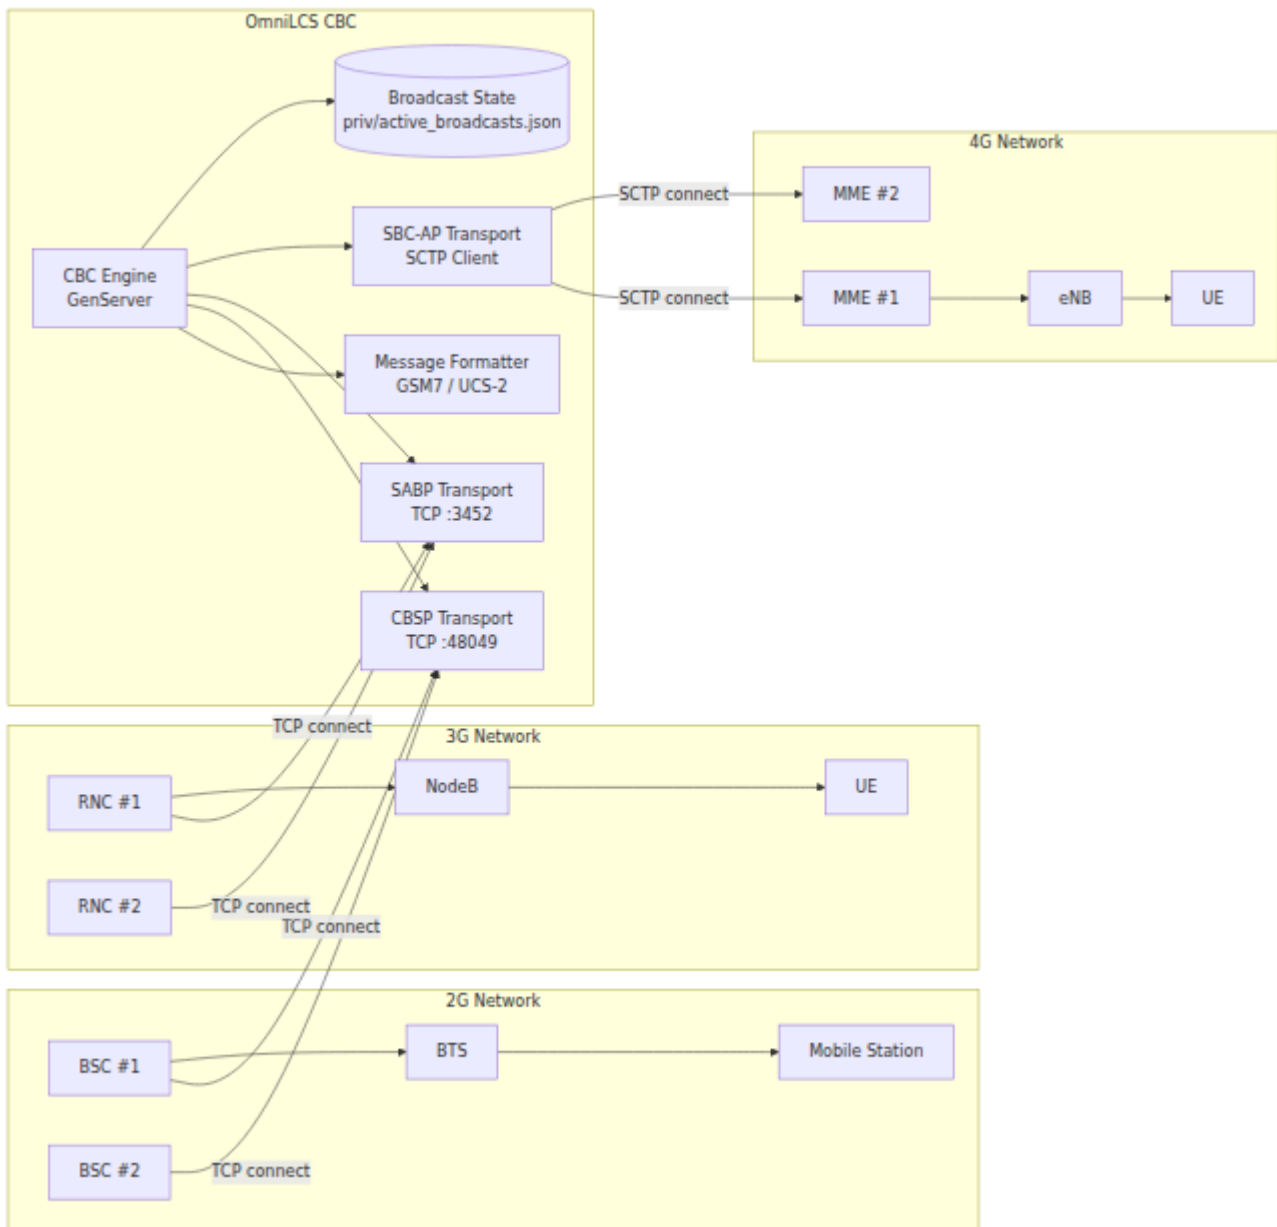 OmniLCS CBC
Broadcast State
priv/active_broadcasts.json
4G Network
SCTP connect
MME #2
SBC-AP Transport
SCTP Client
CBC Engine
GenServer
SCTP connect
MME #1
eNB
UE
Message Formatter
GSM7 / UCS-2
SABP Transport
TCP :3452
CBSP Transport
TCP :48049
TCP connect
3G Network
RNC #1
NodeB
UE
RNC #2
TCP connect
TCP connect
2G Network
BSC #1
BTS
Mobile Station
BSC #2
TCP connect